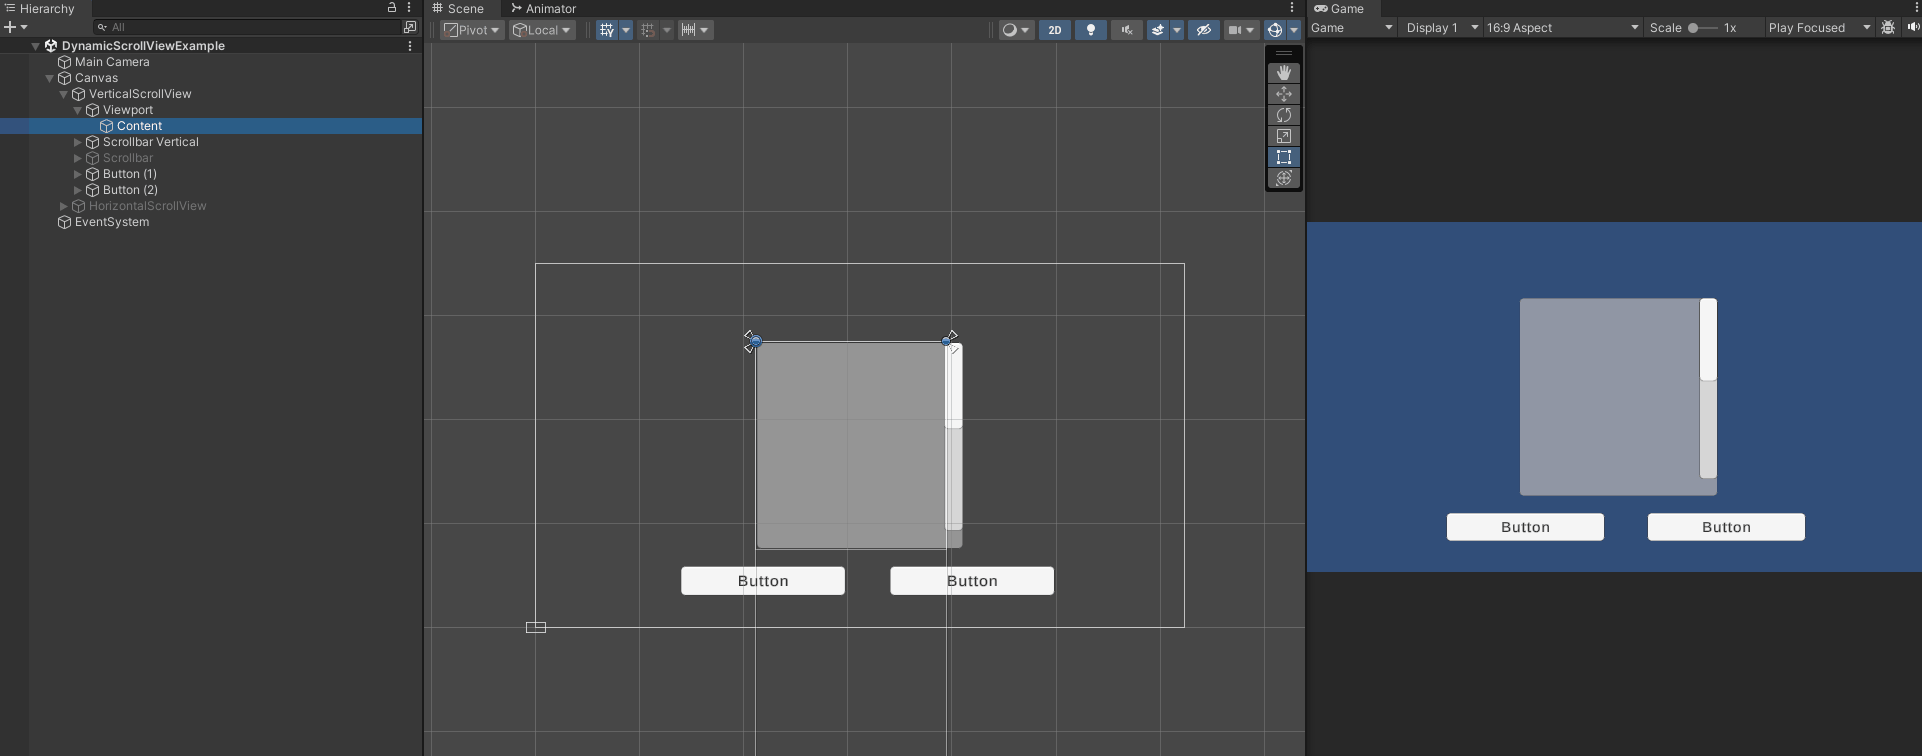 Hierarchy
All
DynamicScrollViewExample
Main Camera
Canvas
VerticalScrollView
Viewport
Content
Scrollbar Vertical
Scrollbar
Button (1)
Button (2)
HorizontalScrollView
EventSystem
Scene Animator
Pivot Local 2D
Button Button
Game
Game Display 1 16:9 Aspect Scale 1x Play Focused
Button Button